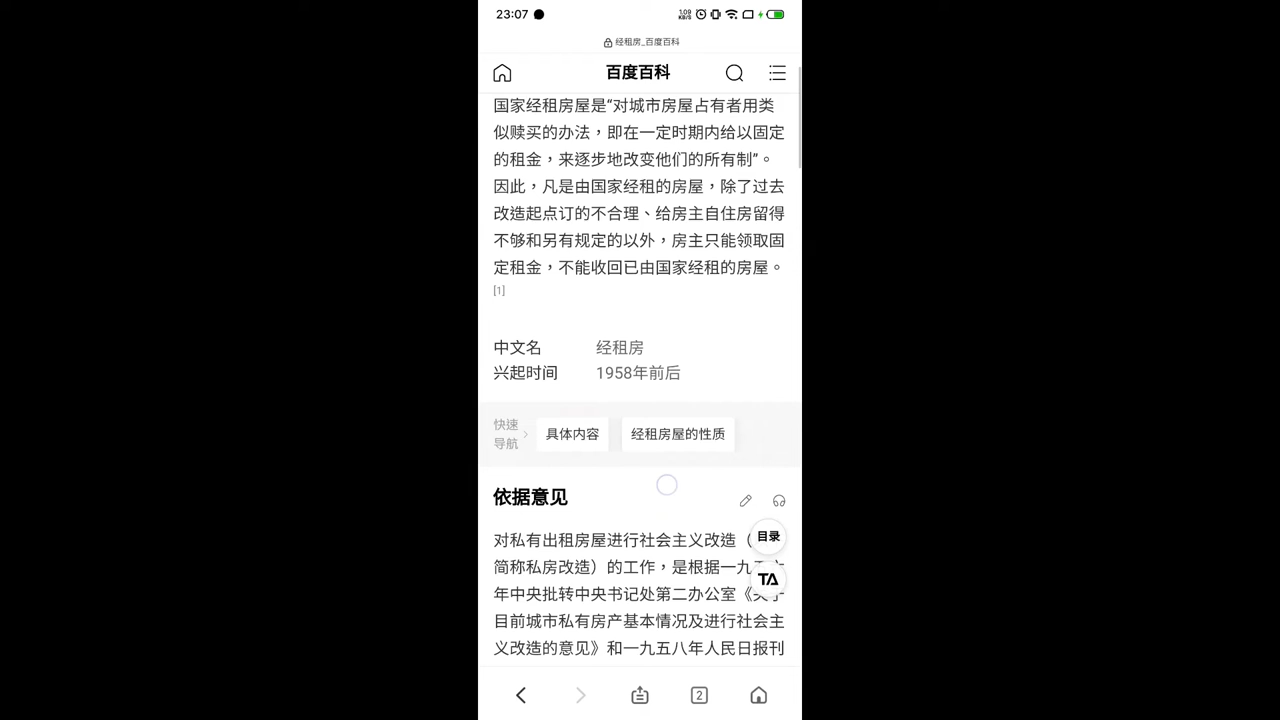 23:07
1.09
KB/S
经租房_百度百科
百度百科
国家经租房屋是“对城市房屋占有者用类
似赎买的办法，即在一定时期内给以固定
的租金，来逐步地改变他们的所有制”。
因此，凡是由国家经租的房屋，除了过去
改造起点订的不合理、给房主自住房留得
不够和另有规定的以外，房主只能领取固
定租金，不能收回已由国家经租的房屋。
[1]
中文名 经租房
兴起时间 1958年前后
快速
导航
具体内容 经租房屋的性质
依据意见
目录
对私有出租房屋进行社会主义改造（
简称私房改造）的工作，是根据一九五六
TA
年中央批转中央书记处第二办公室《关于
目前城市私有房产基本情况及进行社会主
义改造的意见》和一九五八年人民日报刊
2